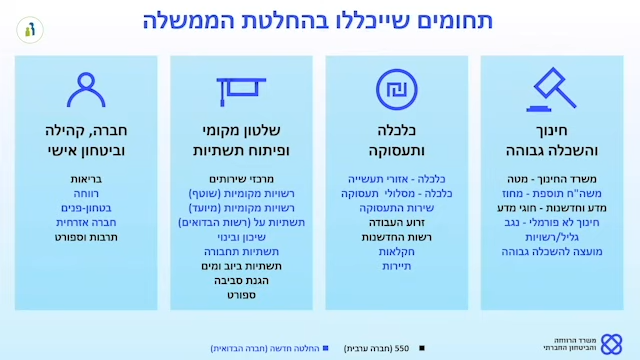 תחומים שייכללו בהחלטת הממשלה
חינוך
והשכלה גבוהה
משרד החינוך - מטה
משה"ח תוספת - מחוז
מדע וחדשנות - חוגי מדע
חינוך לא פורמלי - נגב
גליל/רשויות
מועצה להשכלה גבוהה
כלכלה
ותעסוקה
כלכלה - אזורי תעשייה
כלכלה - מסלולי תעסוקה
שירות התעסוקה
זרוע העבודה
רשות החדשנות
חקלאות
תיירות
שלטון מקומי
ופיתוח תשתיות
מרכזי שירותים
רשויות מקומיות (שוטף)
רשויות מקומיות (מיועד)
תשתיות על (רשות הבדואים)
שיכון ובינוי
תשתיות תחבורה
תשתיות ביוב ומים
הגנת סביבה
ספורט
חברה, קהילה
וביטחון אישי
בריאות
רווחה
בטחון-פנים
חברה אזרחית
תרבות וספורט
550 (חברה ערבית)
החלטה חדשה (חברה הבדואית)
משרד הרווחה
והביטחון החברתי